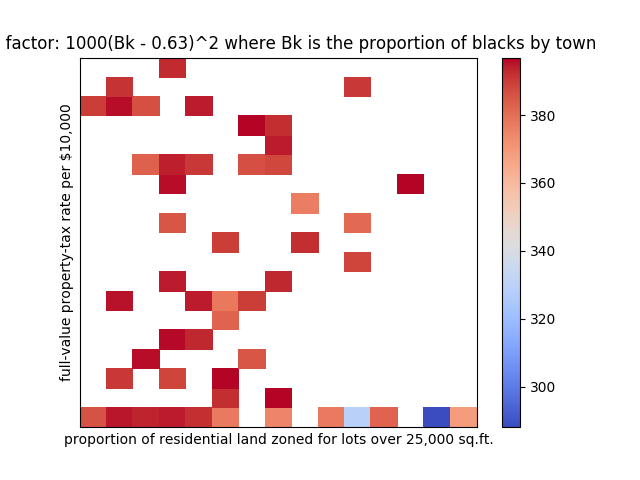 factor: 1000(Bk - 0.63)^2 where Bk is the proportion of blacks by town
full-value property-tax rate per $10,000
380
360
340
320
300
proportion of residential land zoned for lots over 25,000 sq.ft.